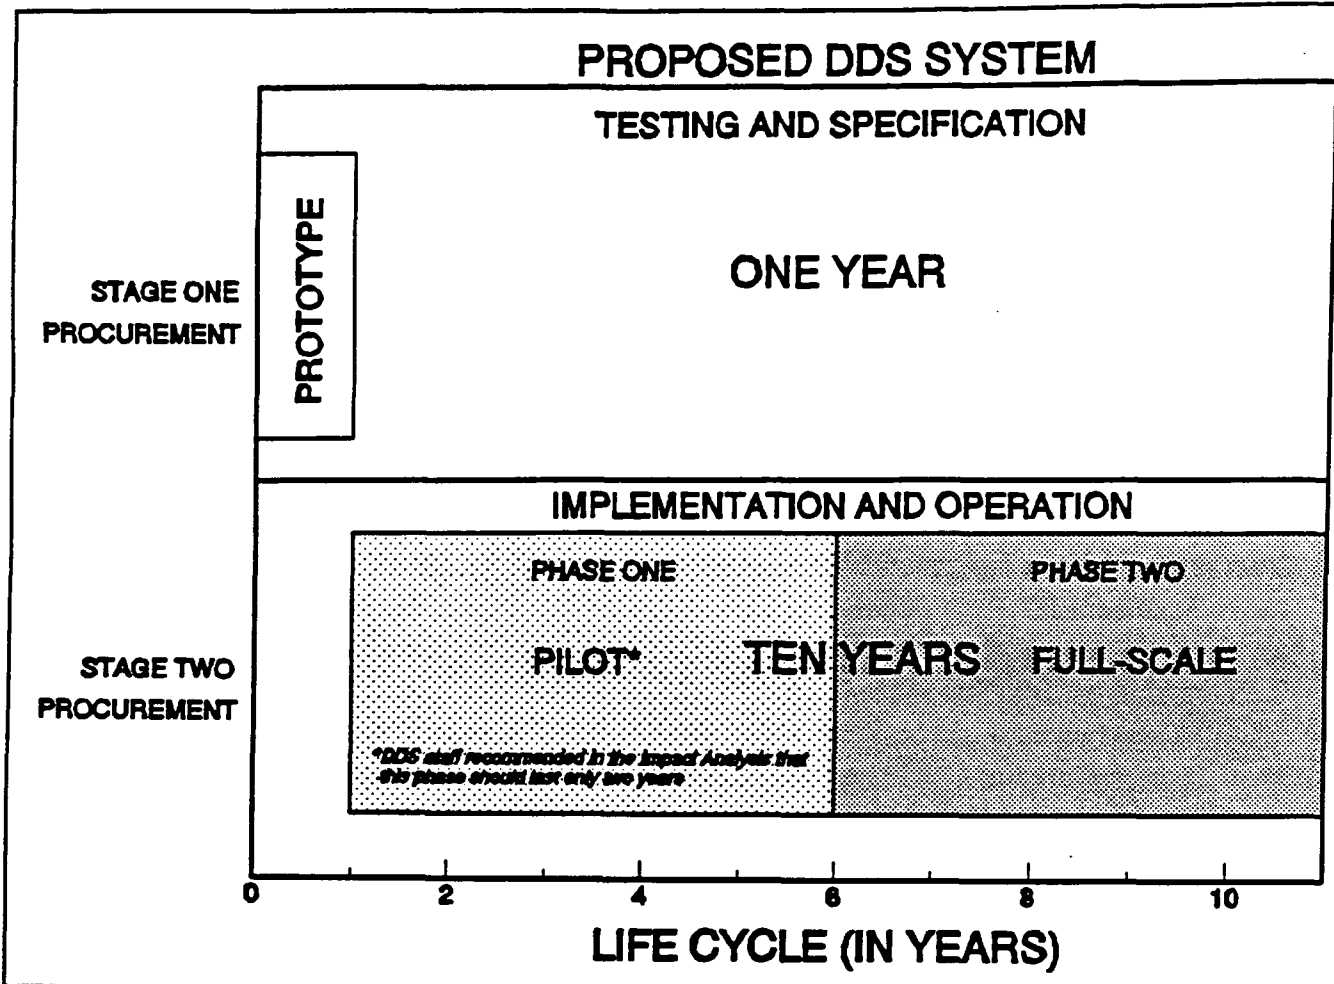 PROPOSED DDS SYSTEM
TESTING AND SPECIFICATION
PROTOTYPE
ONE YEAR
STAGE ONE
PROCUREMENT
IMPLEMENTATION AND OPERATION
PHASE ONE
PHASE TWO
PILOT*
TEN YEARS
FULL-SCALE
STAGE TWO
PROCUREMENT
*DDS staff recommended in the Impact Analysis that
this phase should last only two years
0 2 4 6 8 10
LIFE CYCLE (IN YEARS)